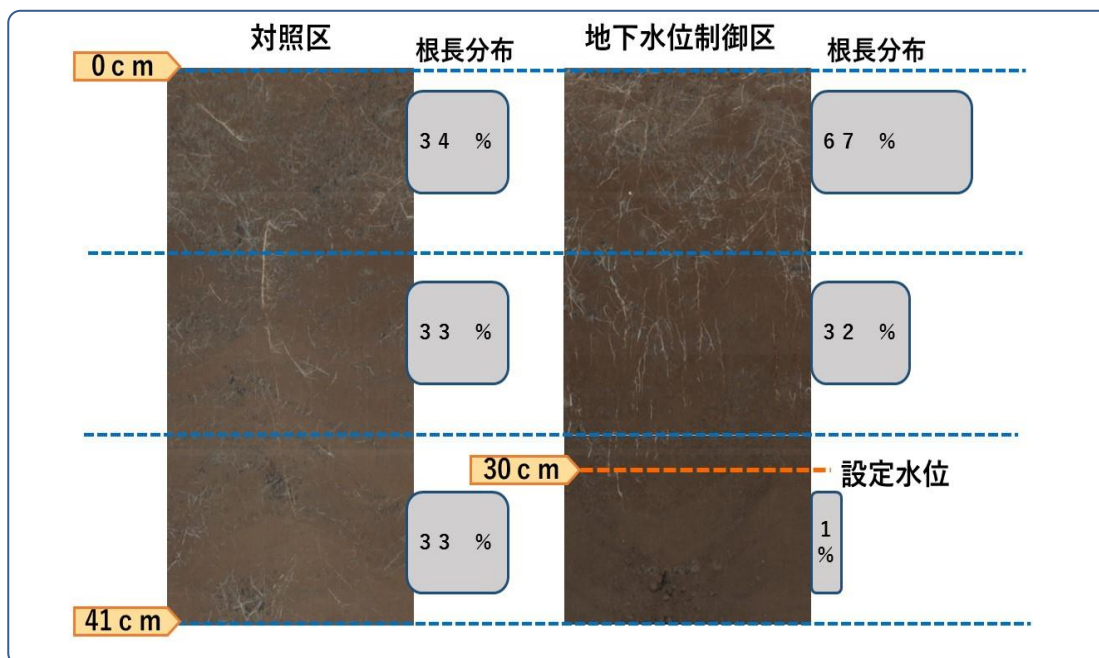 対照区
根長分布
地下水位制御区
根長分布
0cm
34 %
67 %
33 %
32 %
30cm
設定水位
33 %
1
%
41cm